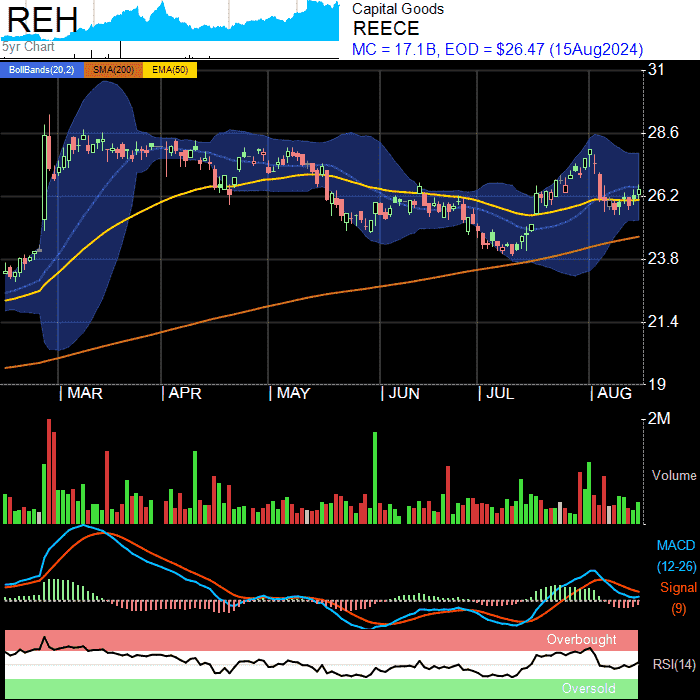 REH
5yr Chart
Capital Goods
REECE
MC = 17.1B, EOD = $26.47 (15Aug2024)
BollBands(20,2) SMA(200) EMA(50)
31
28.6
26.2
23.8
21.4
19
MAR APR MAY JUN JUL AUG
2M
Volume
MACD
(12-26)
Signal
(9)
Overbought
RSI(14)
Oversold